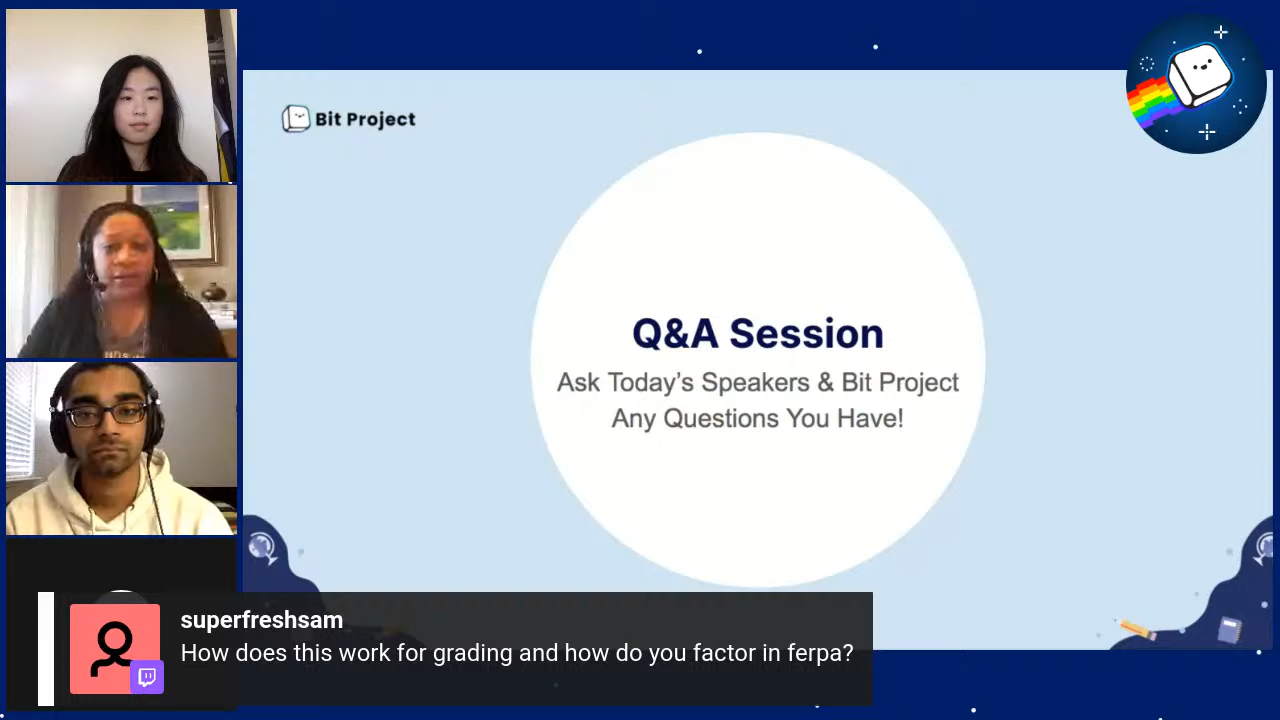 Bit Project
Q&A Session
Ask Today's Speakers & Bit Project
Any Questions You Have!
superfreshsam
How does this work for grading and how do you factor in ferpa?